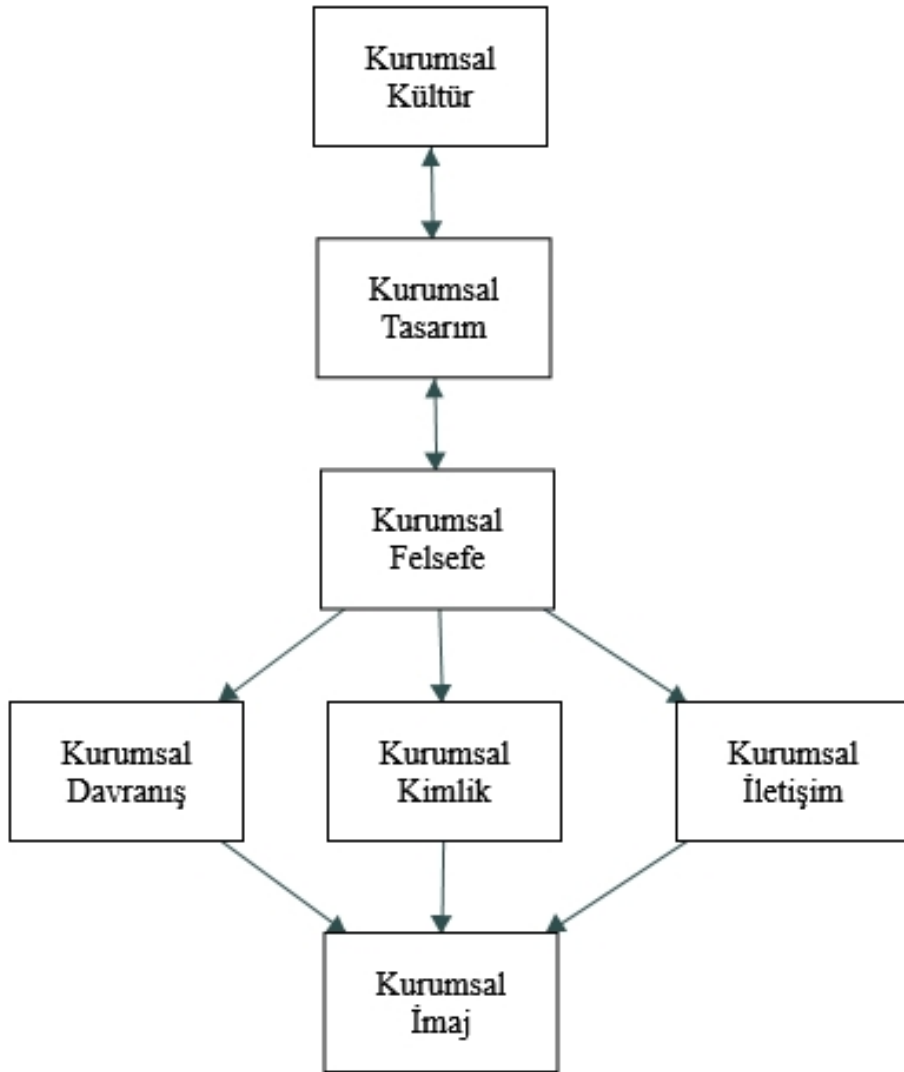 Kurumsal
Kültür
Kurumsal
Tasarım
Kurumsal
Felsefe
Kurumsal
Davranış
Kurumsal
Kimlik
Kurumsal
İletişim
Kurumsal
İmaj